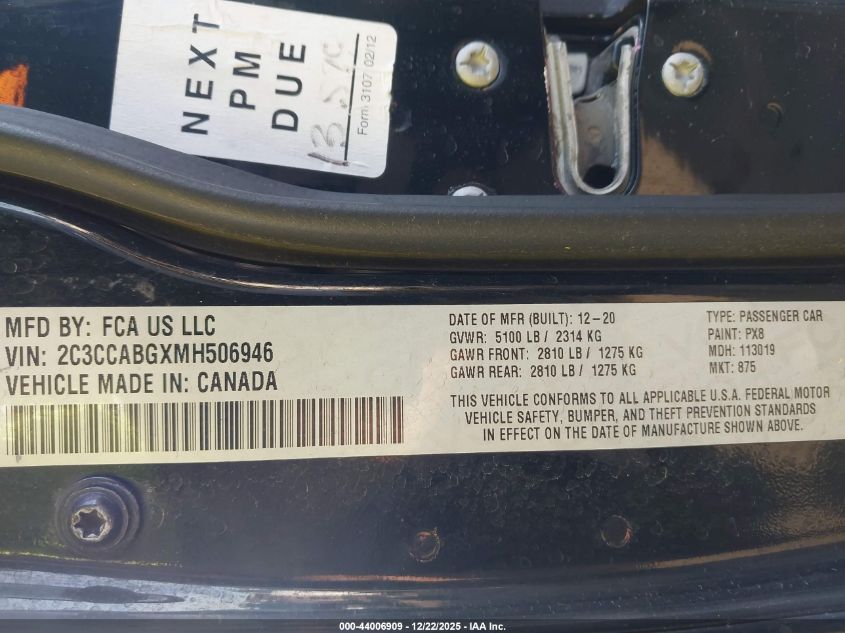 NEXT
PM
DUE
Form 3107 02/12
MFD BY: FCA US LLC
VIN: 2C3CCABGXMH506946
VEHICLE MADE IN: CANADA
DATE OF MFR (BUILT): 12-20
GVWR: 5100 LB / 2314 KG
GAWR FRONT: 2810 LB / 1275 KG
GAWR REAR: 2810 LB / 1275 KG
TYPE: PASSENGER CAR
PAINT: PX8
MDH: 113019
MKT: 875
THIS VEHICLE CONFORMS TO ALL APPLICABLE U.S.A. FEDERAL MOTOR
VEHICLE SAFETY, BUMPER, AND THEFT PREVENTION STANDARDS
IN EFFECT ON THE DATE OF MANUFACTURE SHOWN ABOVE.
000-44006909 - 12/22/2025 - IAA Inc.